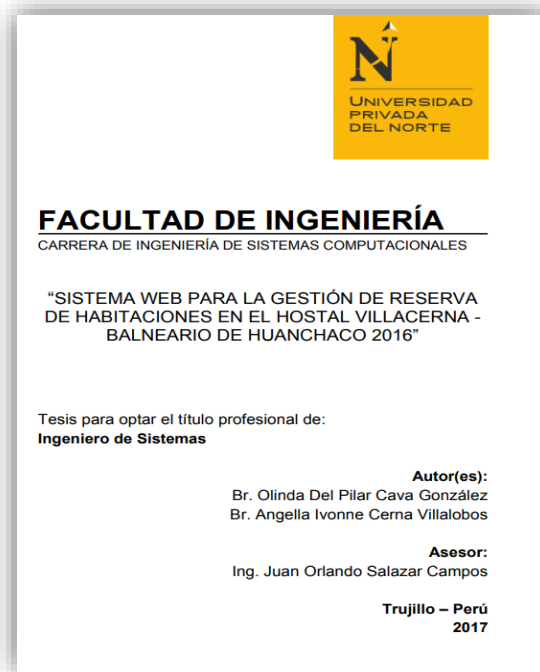 N
UNIVERSIDAD
PRIVADA
DEL NORTE
FACULTAD DE INGENIERÍA
CARRERA DE INGENIERÍA DE SISTEMAS COMPUTACIONALES
“SISTEMA WEB PARA LA GESTIÓN DE RESERVA
DE HABITACIONES EN EL HOSTAL VILLACERNA -
BALNEARIO DE HUANCHACO 2016”
Tesis para optar el título profesional de:
Ingeniero de Sistemas
Autor(es):
Br. Olinda Del Pilar Cava González
Br. Angella Ivonne Cerna Villalobos
Asesor:
Ing. Juan Orlando Salazar Campos
Trujillo – Perú
2017